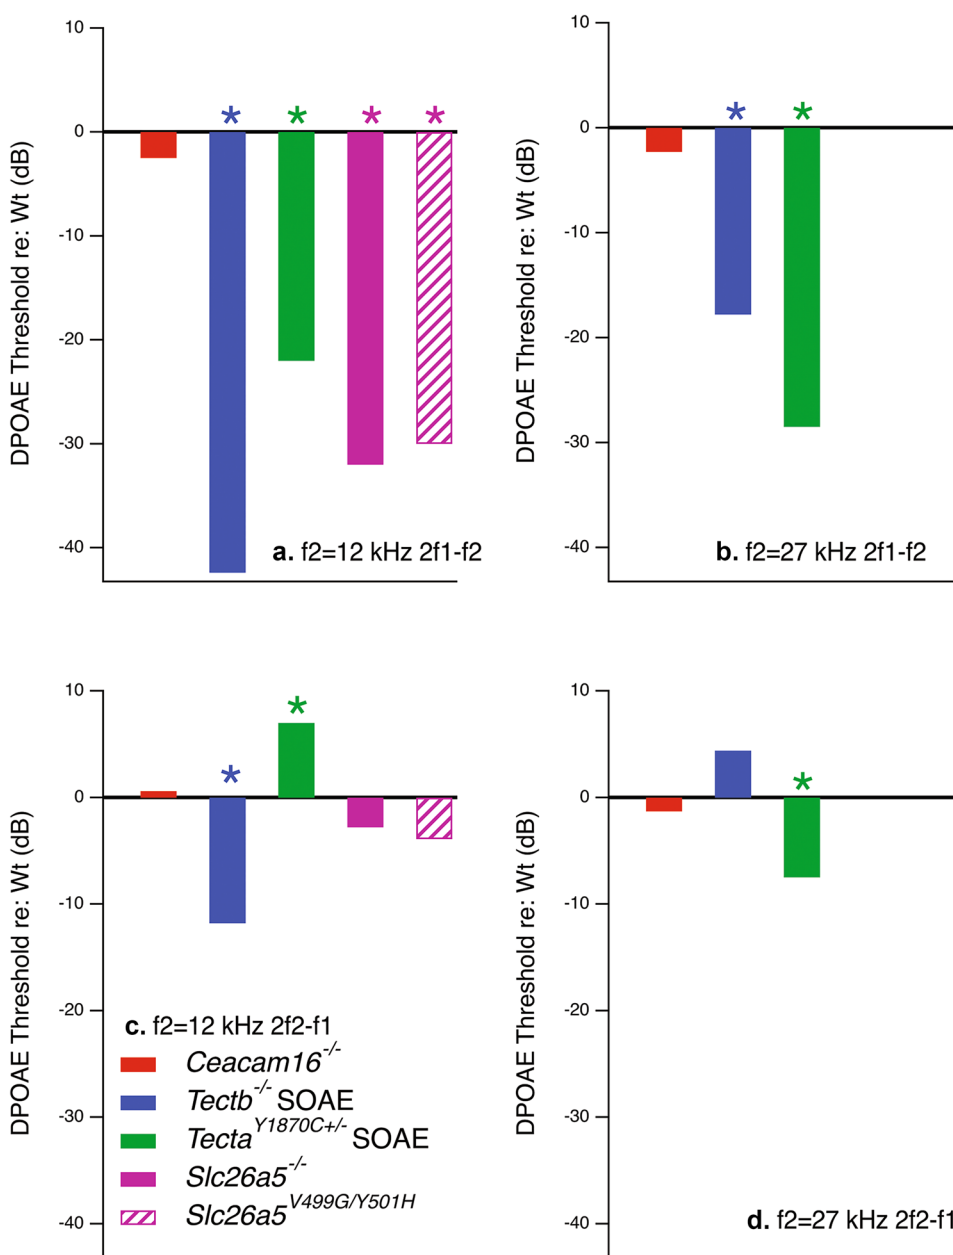 10
0
-10
-20
-30
-40
DPOAE Threshold re: Wt (dB)
* * * *
a. f2=12 kHz 2f1-f2
10
0
-10
-20
-30
-40
DPOAE Threshold re: Wt (dB)
* *
b. f2=27 kHz 2f1-f2
10
0
-10
-20
-30
-40
DPOAE Threshold re: Wt (dB)
* *
c. f2=12 kHz 2f2-f1
Ceacam16-/-
Tectb-/- SOAE
TectaY1870C+/- SOAE
Slc26a5-/-
Slc26a5V499G/Y501H
10
0
-10
-20
-30
-40
DPOAE Threshold re: Wt (dB)
*
d. f2=27 kHz 2f2-f1